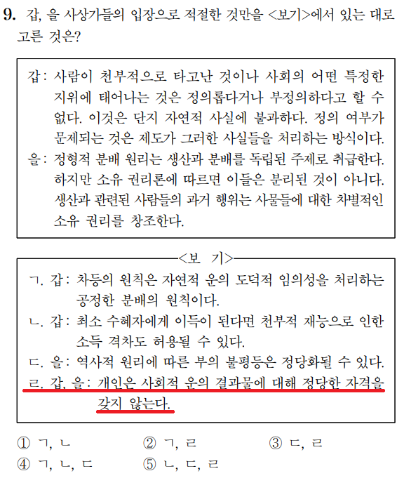 9. 갑, 을 사상가들의 입장으로 적절한 것만을 <보기>에서 있는 대로
고른 것은?
갑: 사람이 천부적으로 타고난 것이나 사회의 어떤 특정한
지위에 태어나는 것은 정의롭다거나 부정의하다고 할 수
없다. 이것은 단지 자연적 사실에 불과하다. 정의 여부가
문제되는 것은 제도가 그러한 사실들을 처리하는 방식이다.
을: 정형적 분배 원리는 생산과 분배를 독립된 주제로 취급한다.
하지만 소유 권리론에 따르면 이들은 분리된 것이 아니다.
생산과 관련된 사람들의 과거 행위는 사물들에 대한 차별적인
소유 권리를 창조한다.
<보 기>
ㄱ. 갑: 차등의 원칙은 자연적 운의 도덕적 임의성을 처리하는
공정한 분배의 원칙이다.
ㄴ. 갑: 최소 수혜자에게 이득이 된다면 천부적 재능으로 인한
소득 격차도 허용될 수 있다.
ㄷ. 을: 역사적 원리에 따른 부의 불평등은 정당화될 수 있다.
ㄹ. 갑, 을: 개인은 사회적 운의 결과물에 대해 정당한 자격을
갖지 않는다.
① ㄱ, ㄴ ② ㄱ, ㄹ ③ ㄷ, ㄹ
④ ㄱ, ㄴ, ㄷ ⑤ ㄴ, ㄷ, ㄹ